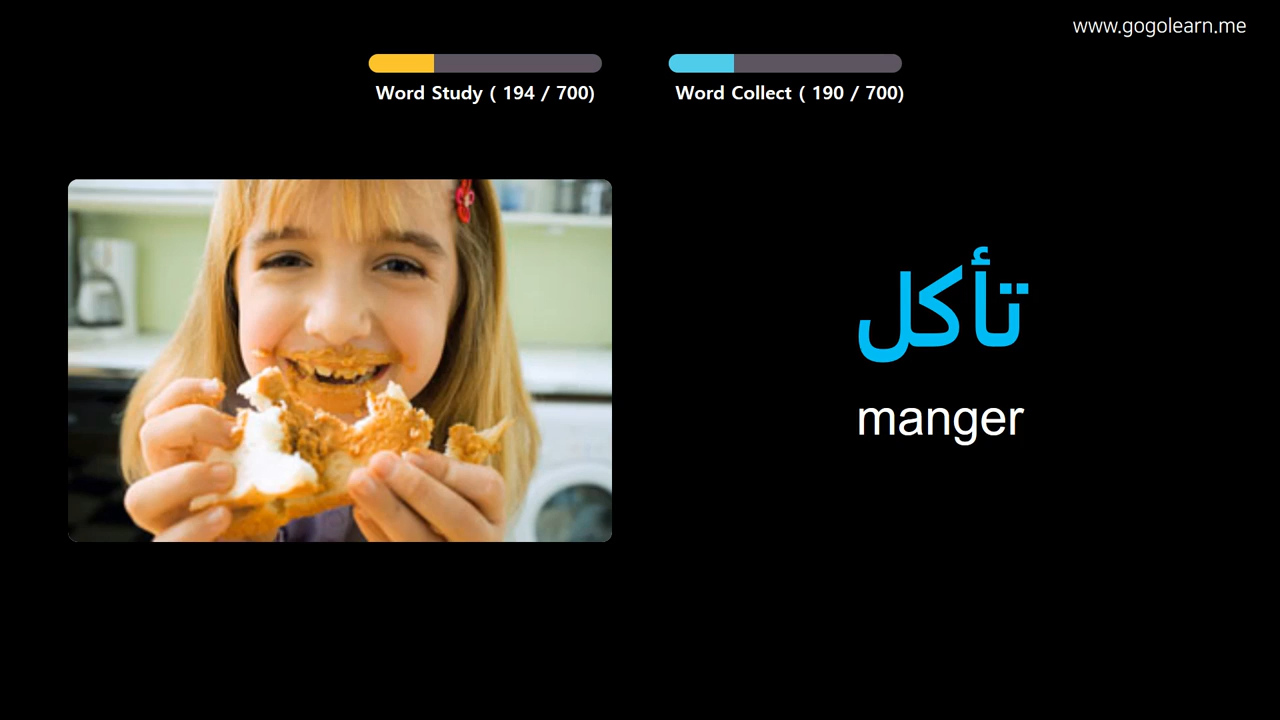 www.gogolearn.me
Word Study ( 194 / 700)
Word Collect ( 190 / 700)
تأكل
manger